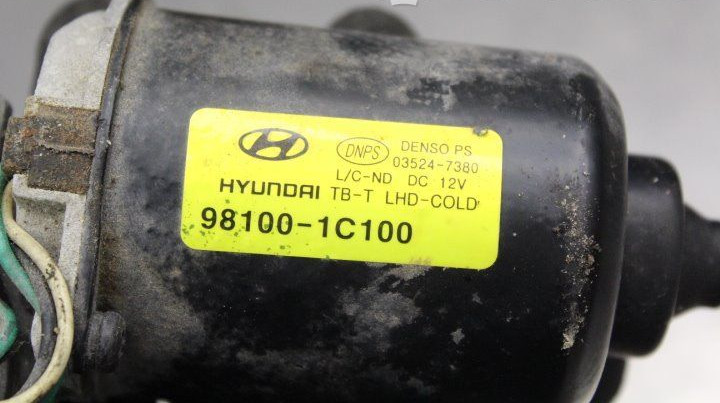 DNPS DENSO PS
03524-7380
L/C-ND DC 12V
HYUNDAI TB-T LHD-COLD
98100-1C100